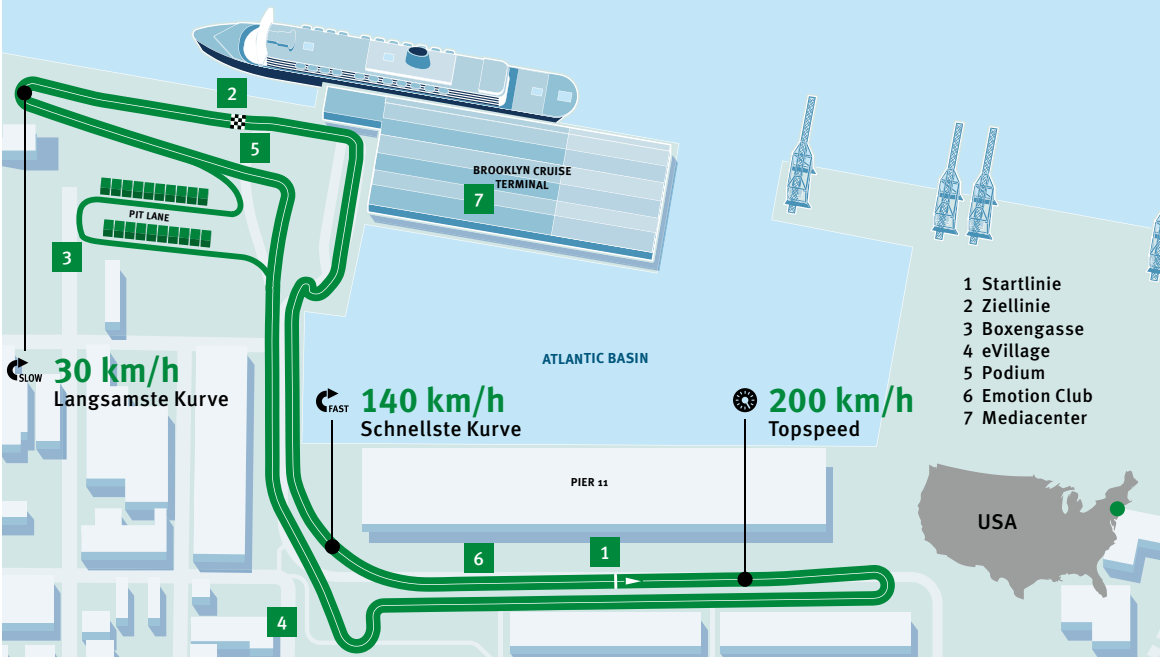 2
5
BROOKLYN CRUISE
TERMINAL
7
PIT LANE
3
1 Startlinie
2 Ziellinie
3 Boxengasse
4 eVillage
5 Podium
6 Emotion Club
7 Mediacenter
ATLANTIC BASIN
SLOW
30 km/h
Langsamste Kurve
FAST
140 km/h
Schnellste Kurve
200 km/h
Topspeed
PIER 11
USA
6
1
4